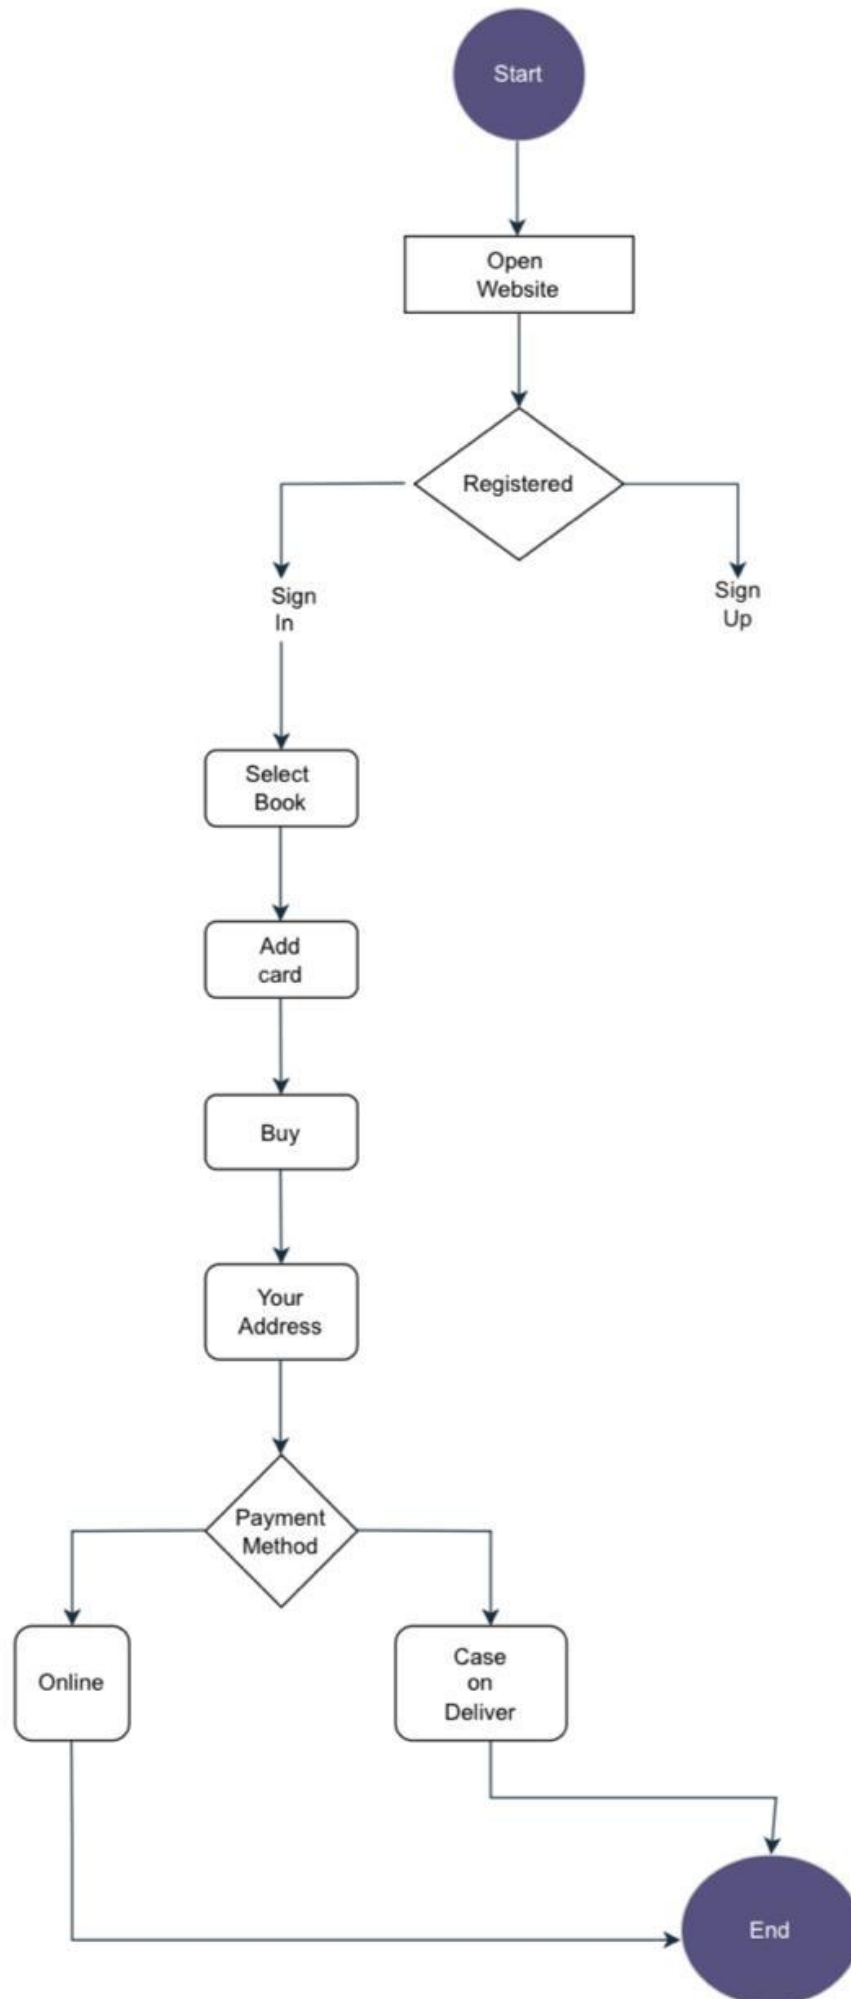 Start
Open
Website
Registered
Sign
In
Sign
Up
Select
Book
Add
card
Buy
Your
Address
Payment
Method
Online
Case
on
Deliver
End